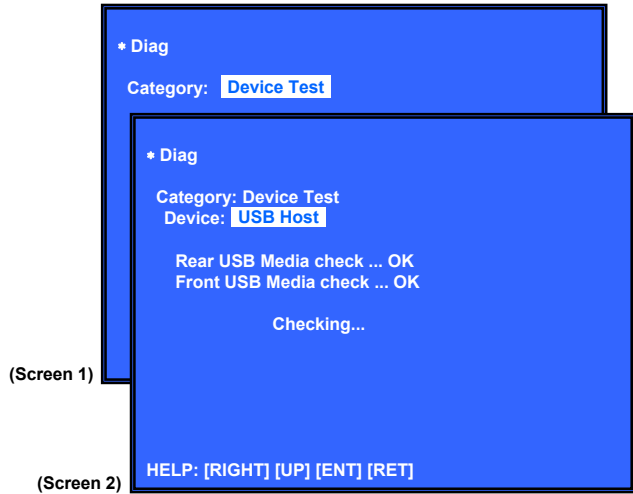 * Diag
Category: Device Test
* Diag
Category: Device Test
Device: USB Host
Rear USB Media check ... OK
Front USB Media check ... OK
Checking...
(Screen 1)
HELP: [RIGHT] [UP] [ENT] [RET]
(Screen 2)